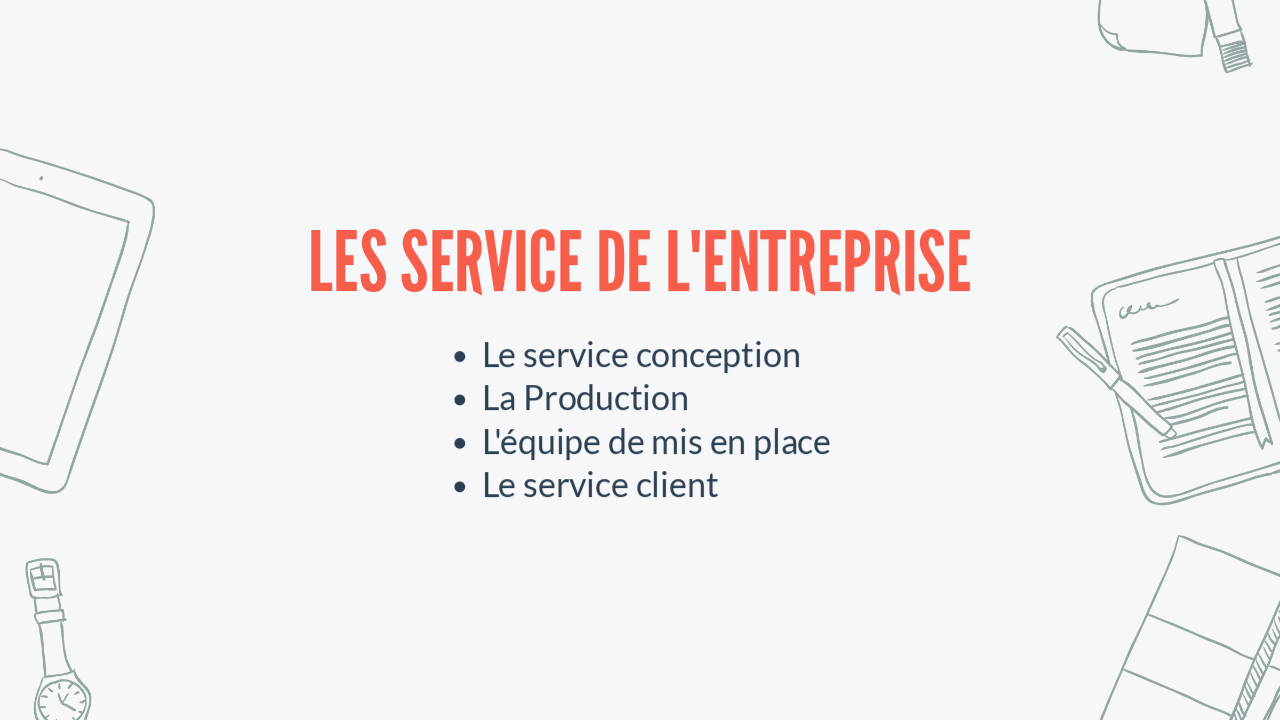 LES SERVICE DE L'ENTREPRISE
• Le service conception
• La Production
• L'équipe de mis en place
• Le service client